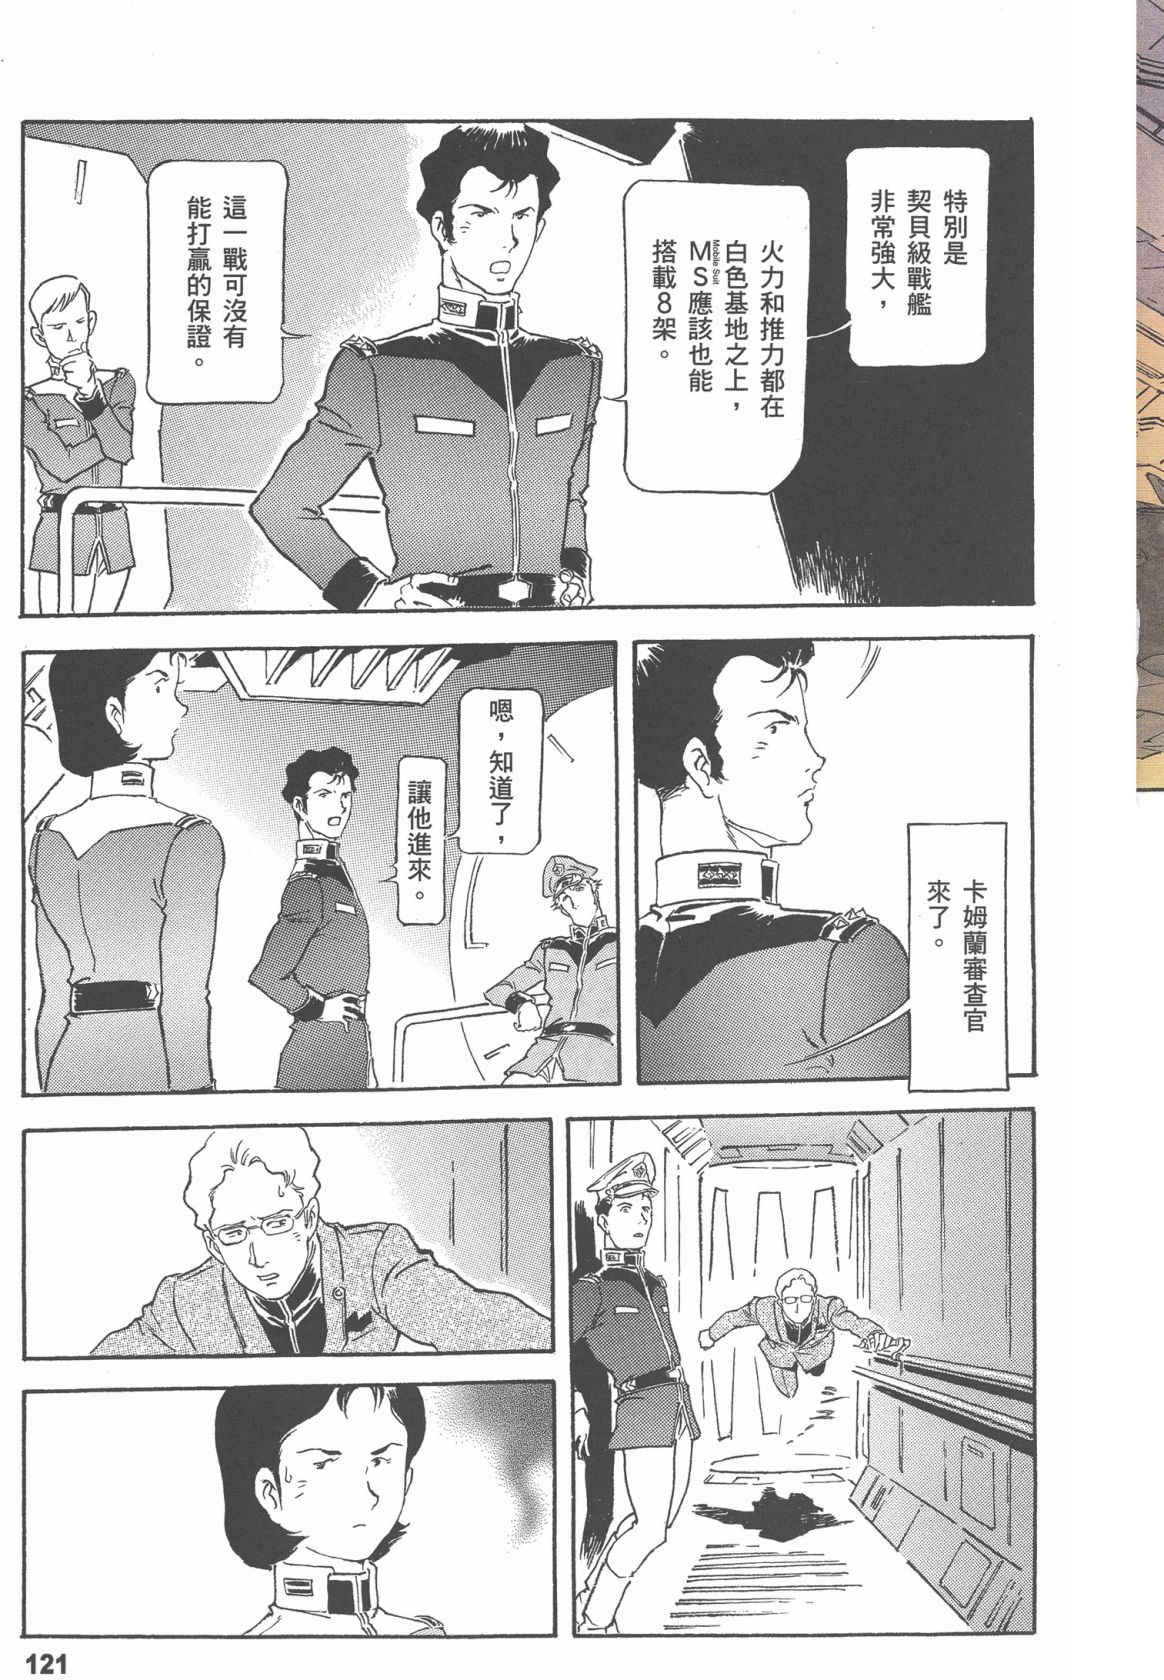 特別是
契貝級戰艦
非常強大，
火力和推力都在
白色基地之上，
MS應該也能
Mobile Suit
搭載8架。
這一戰可沒有
能打贏的保證。
卡姆蘭審查官
來了。
嗯，知道了，
讓他進來。
121